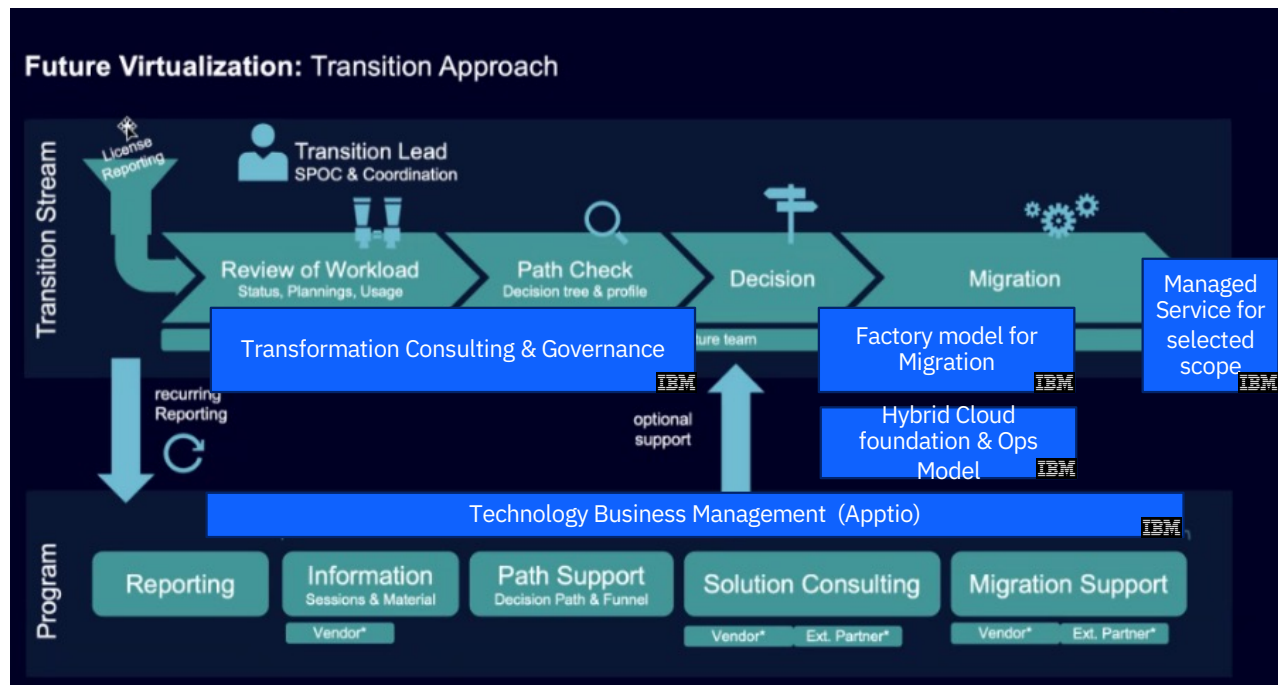 Future Virtualization: Transition Approach
Transition Stream
License
Reporting
Transition Lead
SPOC & Coordination
Review of Workload
Status, Plannings, Usage
Path Check
Decision tree & profile
Decision
Migration
Managed
Service for
selected
scope
IBM
Transformation Consulting & Governance
IBM
ture team
Factory model for
Migration
IBM
recurring
Reporting
optional
support
Hybrid Cloud
foundation & Ops
Model
IBM
Technology Business Management (Apptio)
IBM
Program
Reporting
Information
Sessions & Material
Vendor*
Path Support
Decision Path & Funnel
Solution Consulting
Vendor*
Ext. Partner*
Migration Support
Vendor*
Ext. Partner*